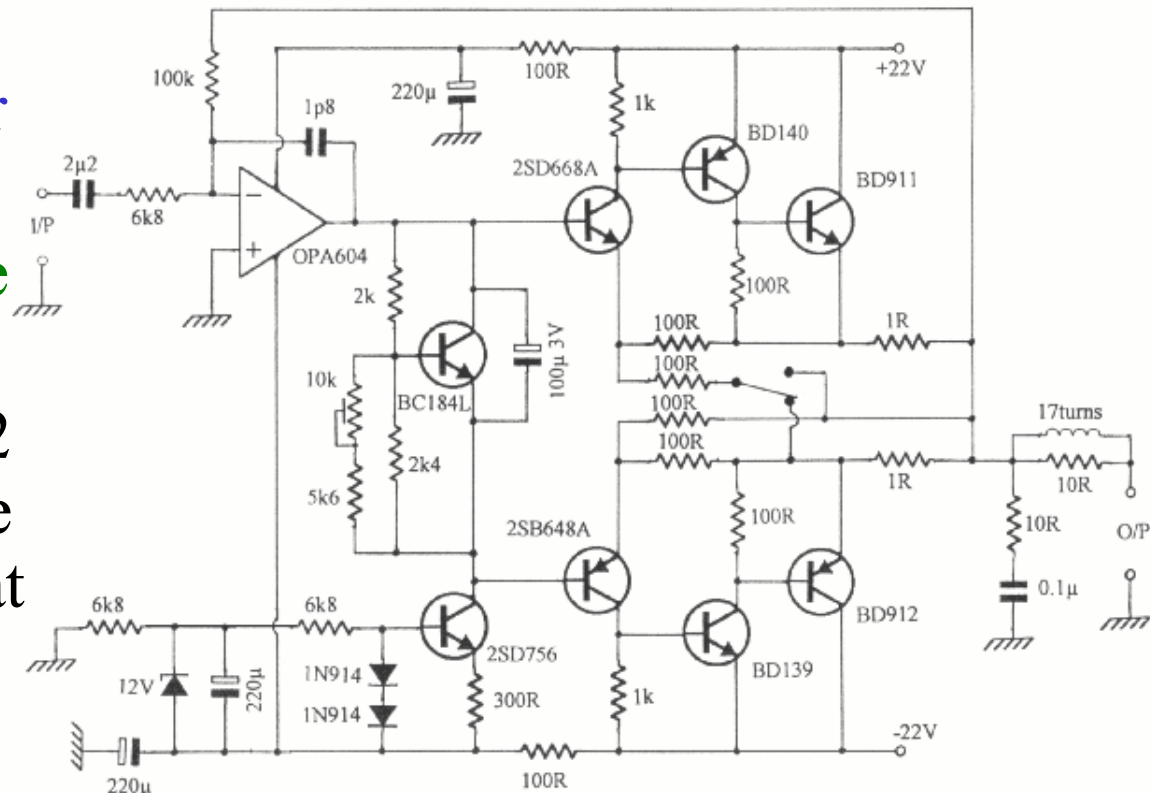 r
e
2
e
at
100k
1p8
2µ2
6k8
I/P
OPA604
220µ
100R
1k
+22V
BD140
2SD668A
BD911
100R
2k
10k
BC184L
100µ 3V
5k6
2k4
100R
100R
100R
100R
1R
1R
17turns
10R
10R
O/P
0.1µ
2SB648A
100R
BD912
BD139
6k8
6k8
2SD756
12V
220µ
1N914
1N914
300R
1k
220µ
100R
-22V